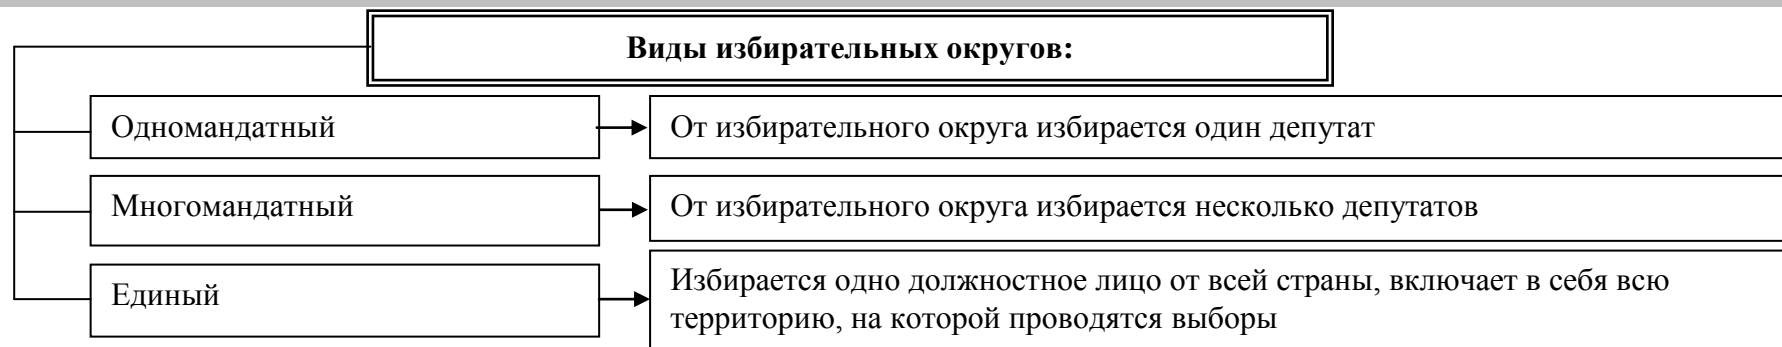 Виды избирательных округов:
Одномандатный
От избирательного округа избирается один депутат
Многомандатный
От избирательного округа избирается несколько депутатов
Единый
Избирается одно должностное лицо от всей страны, включает в себя всю
территорию, на которой проводятся выборы